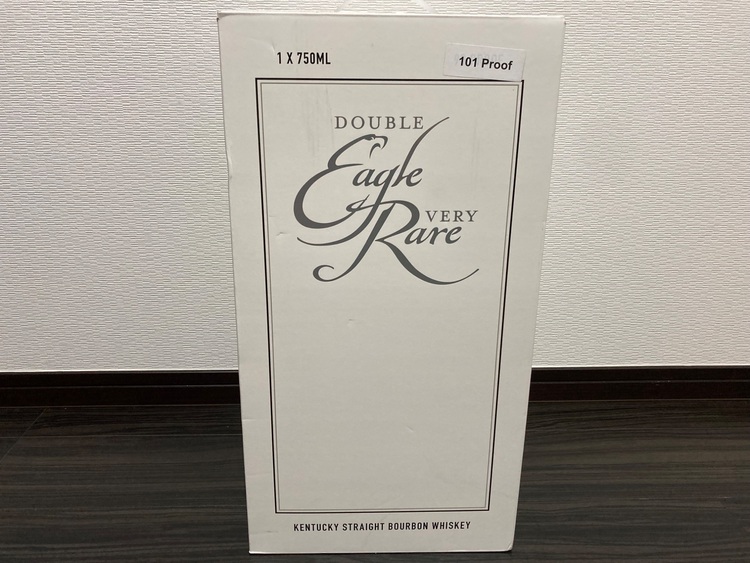 1 X 750ML
101 Proof
DOUBLE
Eagle
VERY
Rare
KENTUCKY STRAIGHT BOURBON WHISKEY